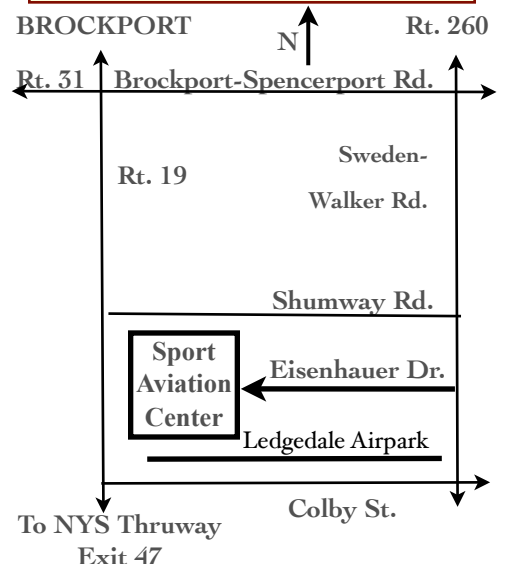 BROCKPORT
Rt. 260
N
Rt. 31
Brockport-Spencerport Rd.
Sweden-
Walker Rd.
Rt. 19
Shumway Rd.
Sport
Aviation
Center
Eisenhauer Dr.
Ledgedale Airpark
Colby St.
To NYS Thruway
Exit 47